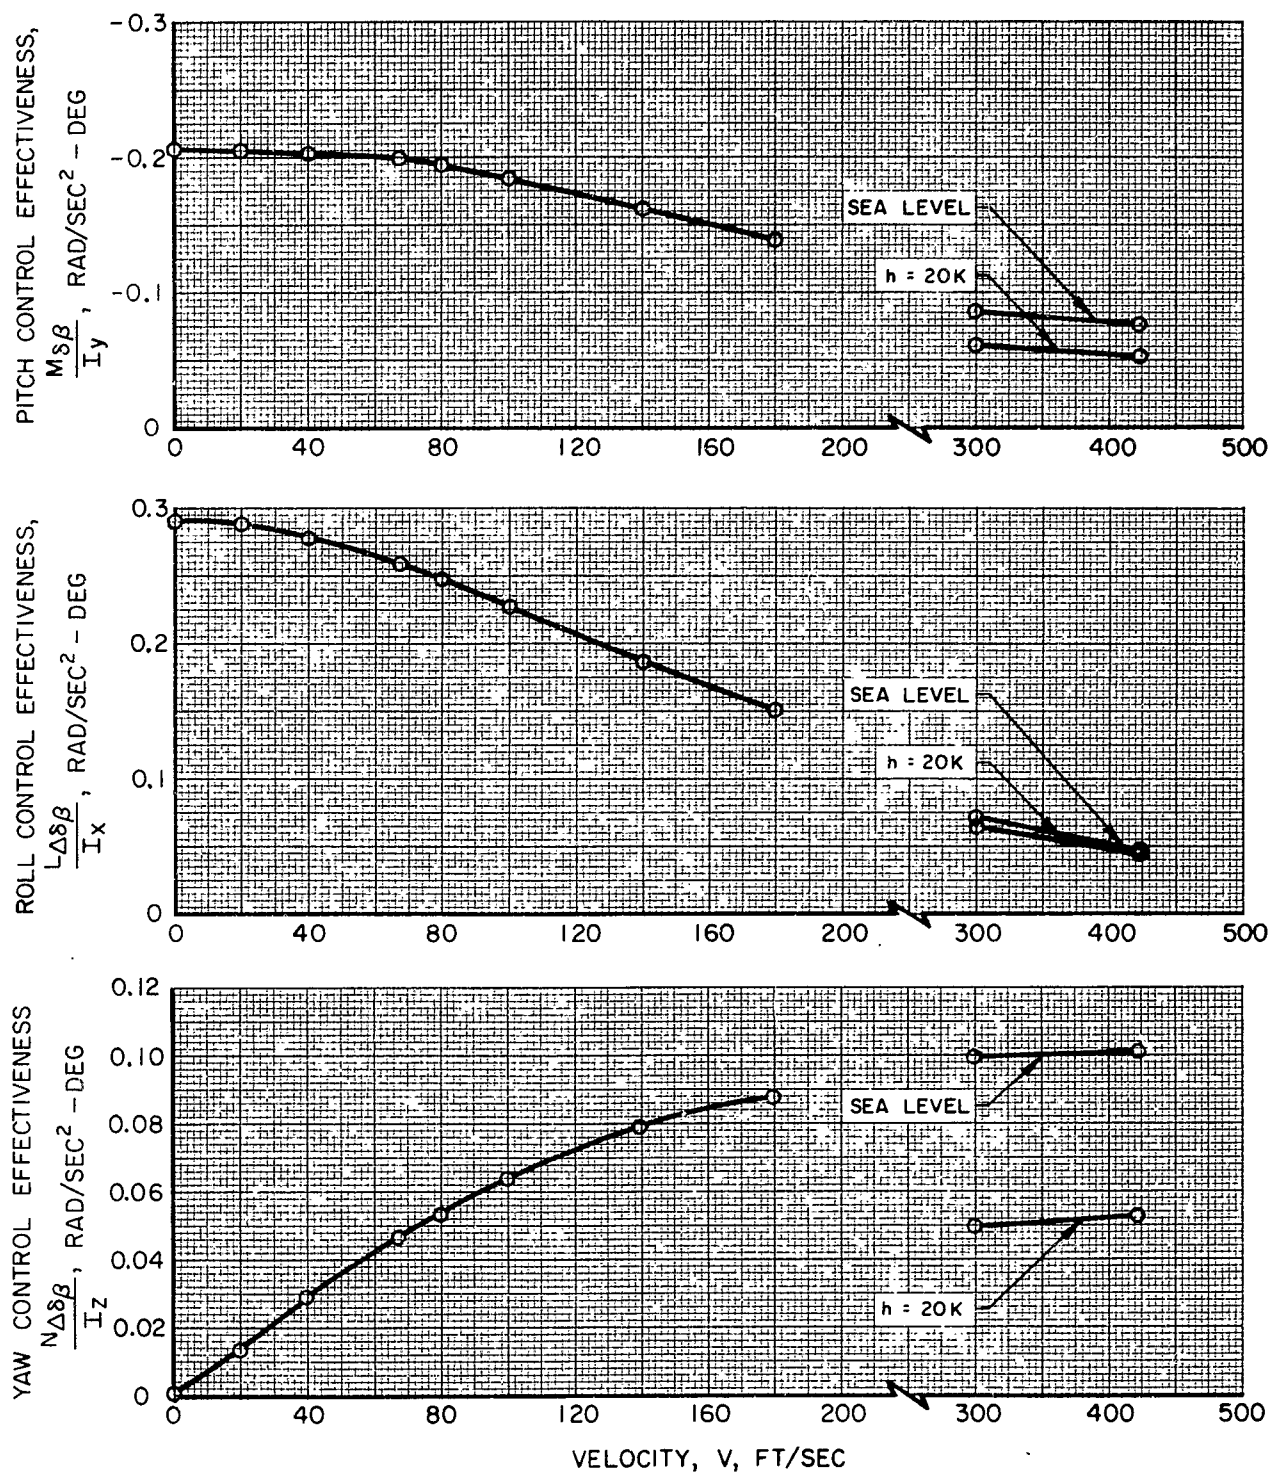 PITCH CONTROL EFFECTIVENESS,
Mδβ / Iy, RAD/SEC² - DEG
-0.3
-0.2
-0.1
0
SEA LEVEL
h = 20K
0 40 80 120 160 200 300 400 500
ROLL CONTROL EFFECTIVENESS,
LΔδβ / Ix, RAD/SEC² - DEG
0.3
0.2
0.1
0
SEA LEVEL
h = 20K
0 40 80 120 160 200 300 400 500
YAW CONTROL EFFECTIVENESS
NΔδβ / Iz, RAD/SEC² - DEG
0.12
0.10
0.08
0.06
0.04
0.02
0
SEA LEVEL
h = 20K
0 40 80 120 160 200 300 400 500
VELOCITY, V, FT/SEC